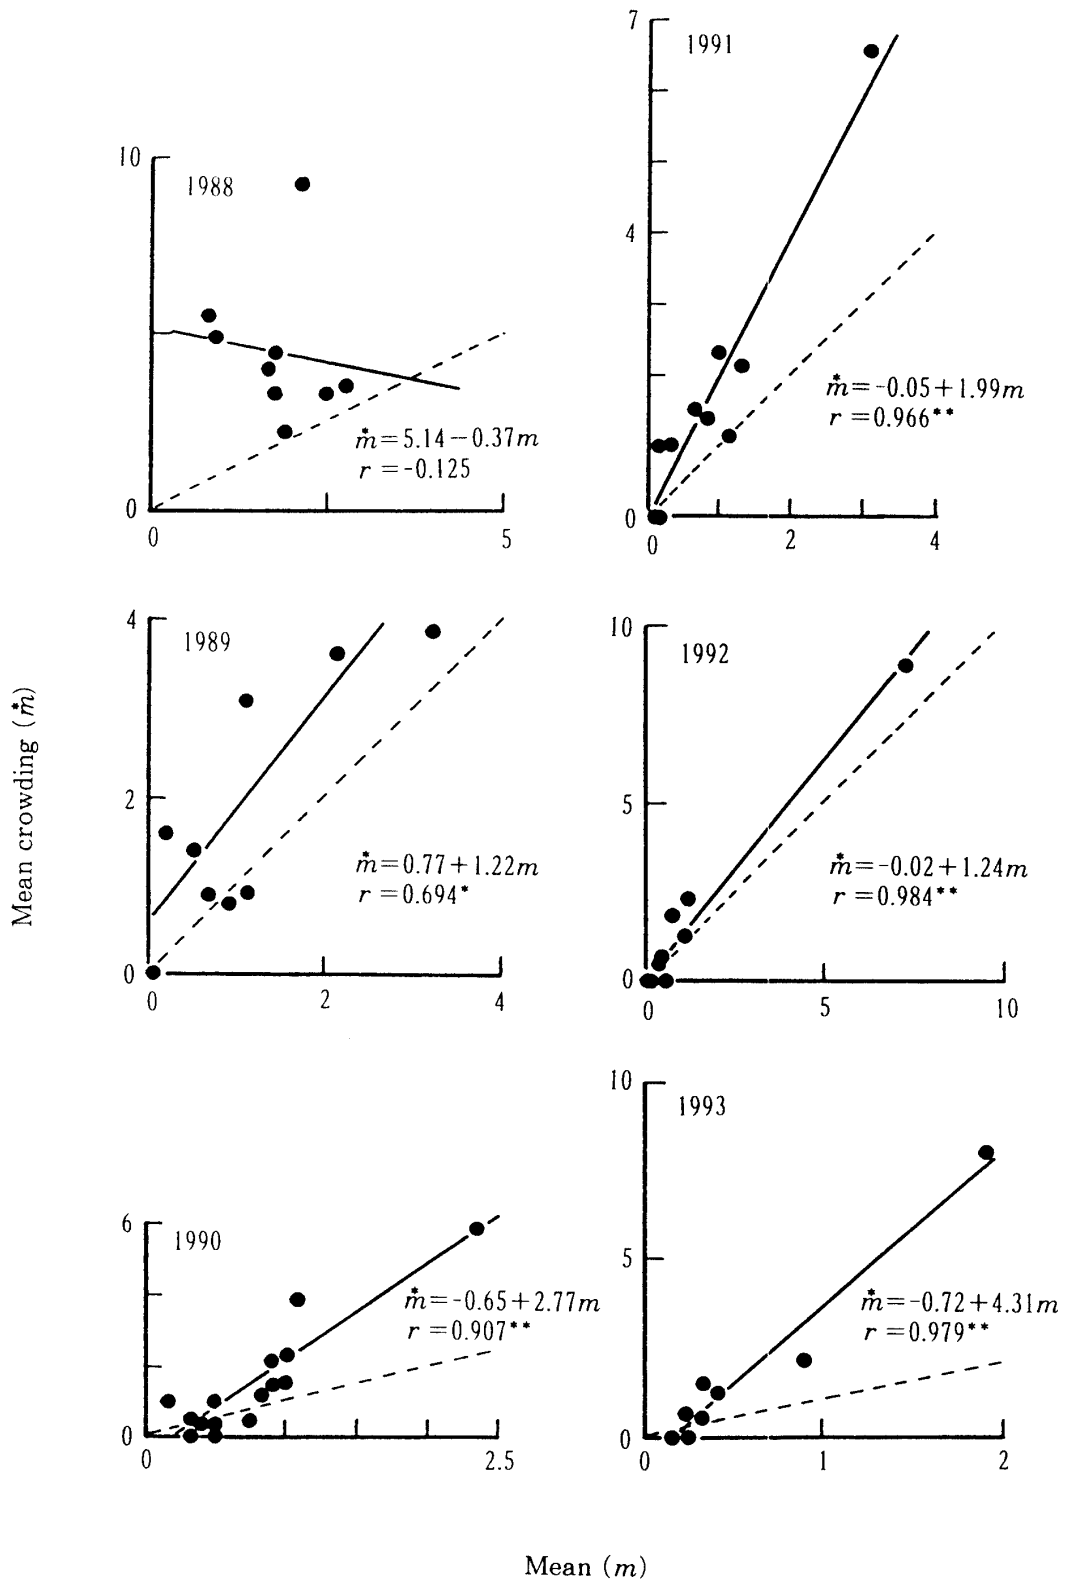 1988
10
0
0
5
m̊*=5.14−0.37m
r =-0.125
1991
7
4
0
0
2
4
m̊*=-0.05+1.99m
r =0.966**
1989
4
2
0
0
2
4
m̊*=0.77+1.22m
r =0.694*
1992
10
5
0
0
5
10
m̊*=-0.02+1.24m
r =0.984**
1990
6
0
0
2.5
m̊*=-0.65+2.77m
r =0.907**
1993
10
5
0
0
1
2
m̊*=-0.72+4.31m
r =0.979**
Mean crowding (m̊*)
Mean (m)